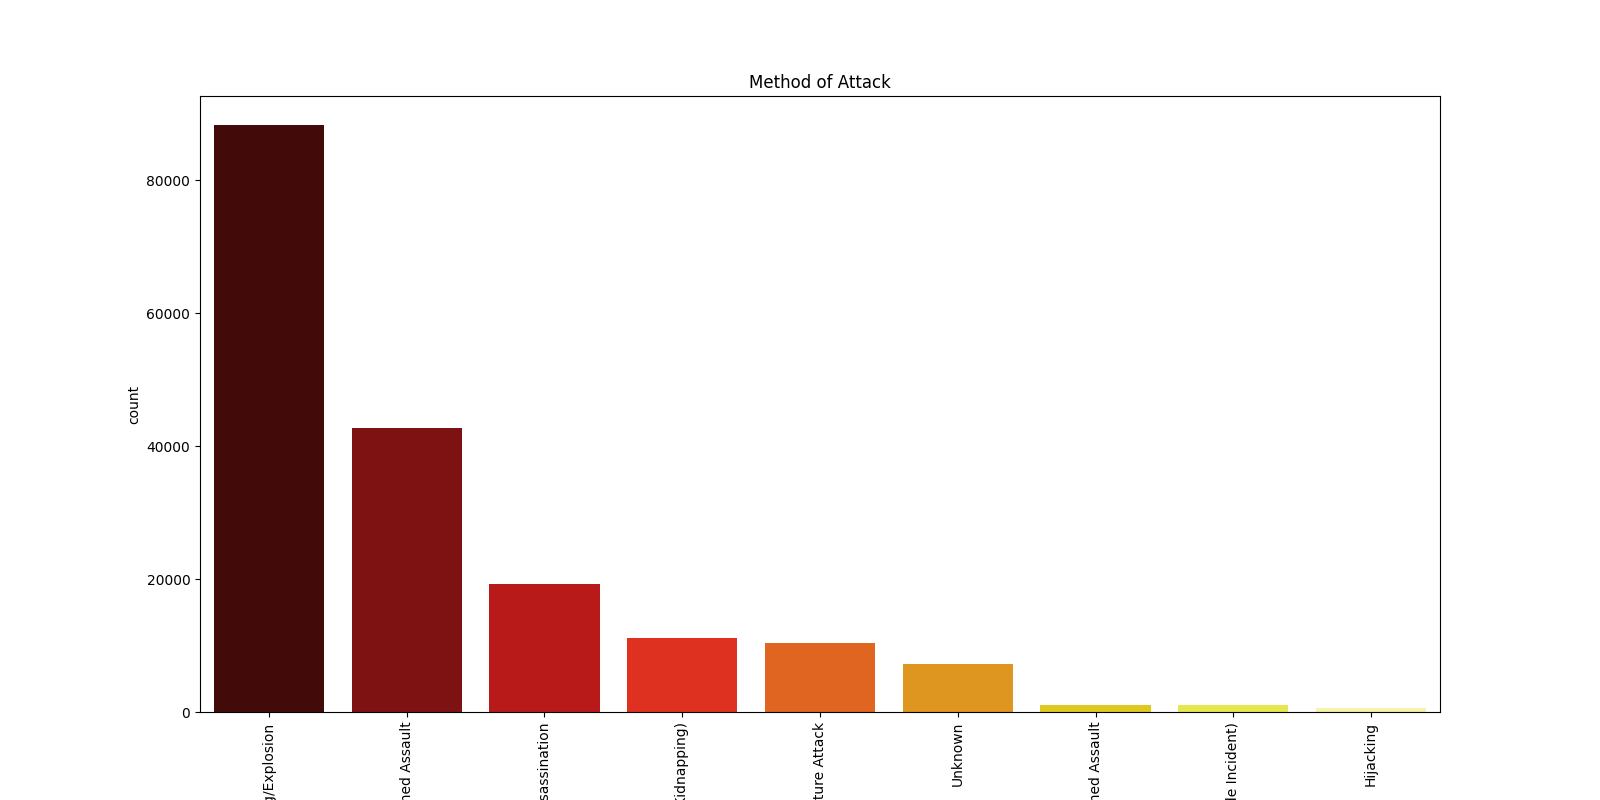 Method of Attack
count
80000
60000
40000
20000
0
g/Explosion
ned Assault
sassination
idnapping)
ture Attack
Unknown
ned Assault
le Incident)
Hijacking